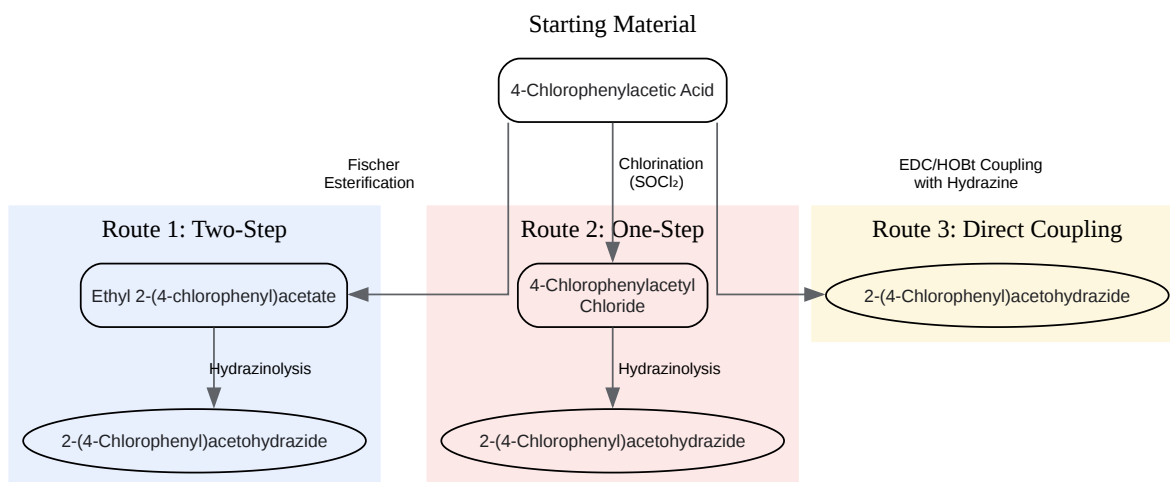 Starting Material
4-Chlorophenylacetic Acid
Fischer
Esterification
Chlorination
(SOCl₂)
EDC/HOBt Coupling
with Hydrazine
Route 1: Two-Step
Route 2: One-Step
Route 3: Direct Coupling
Ethyl 2-(4-chlorophenyl)acetate
4-Chlorophenylacetyl
Chloride
2-(4-Chlorophenyl)acetohydrazide
Hydrazinolysis
Hydrazinolysis
2-(4-Chlorophenyl)acetohydrazide
2-(4-Chlorophenyl)acetohydrazide